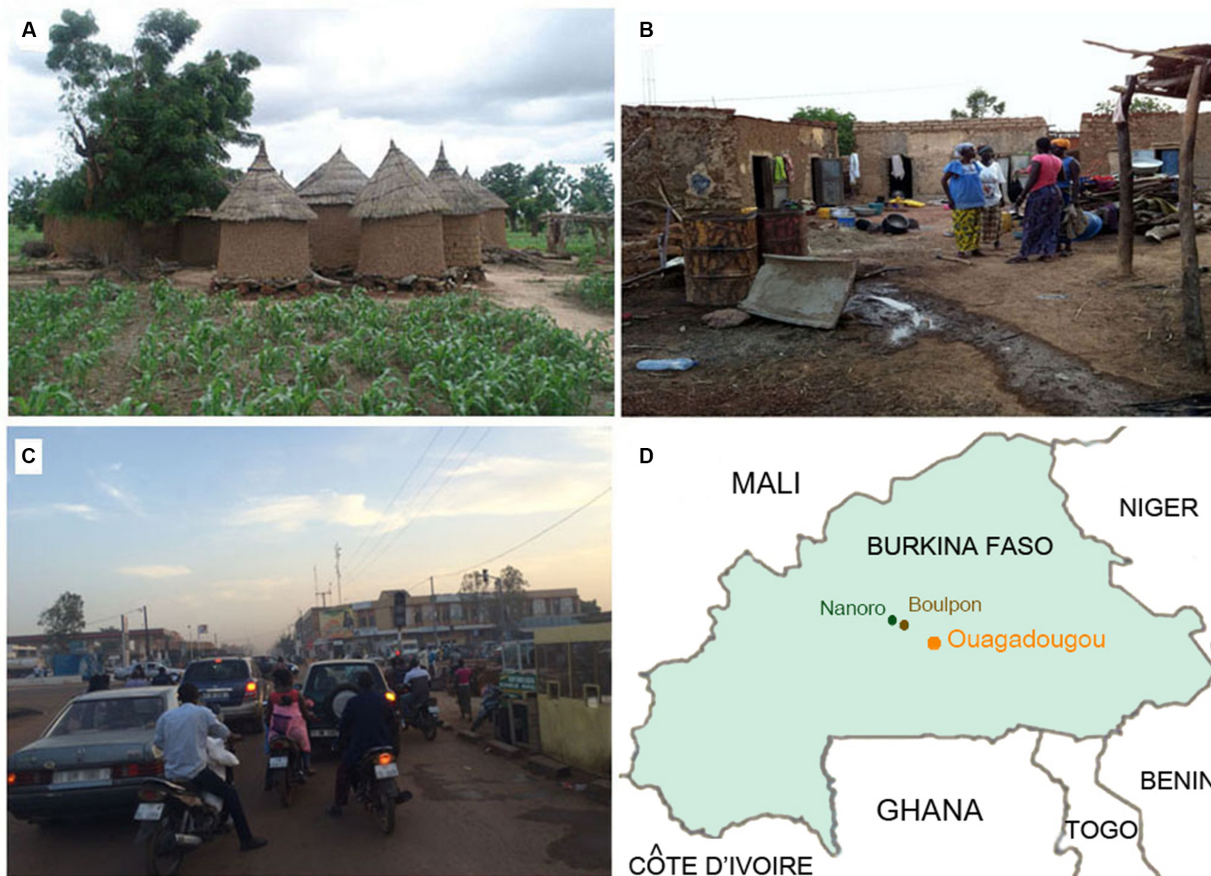 A
B
C
D
MALI
NIGER
BURKINA FASO
Nanoro
Boulpon
Ouagadougou
GHANA
TOGO
BENIN
CÔTE D'IVOIRE